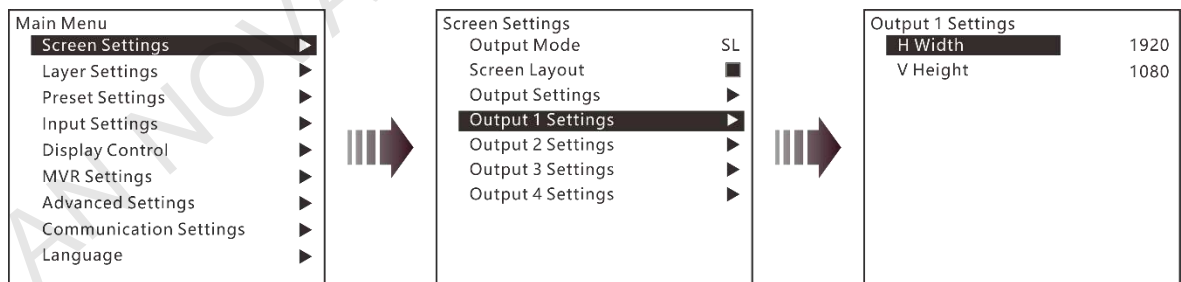 Main Menu
Screen Settings
Layer Settings
Preset Settings
Input Settings
Display Control
MVR Settings
Advanced Settings
Communication Settings
Language
Screen Settings
Output Mode SL
Screen Layout
Output Settings
Output 1 Settings
Output 2 Settings
Output 3 Settings
Output 4 Settings
Output 1 Settings
H Width 1920
V Height 1080
AN NOVA